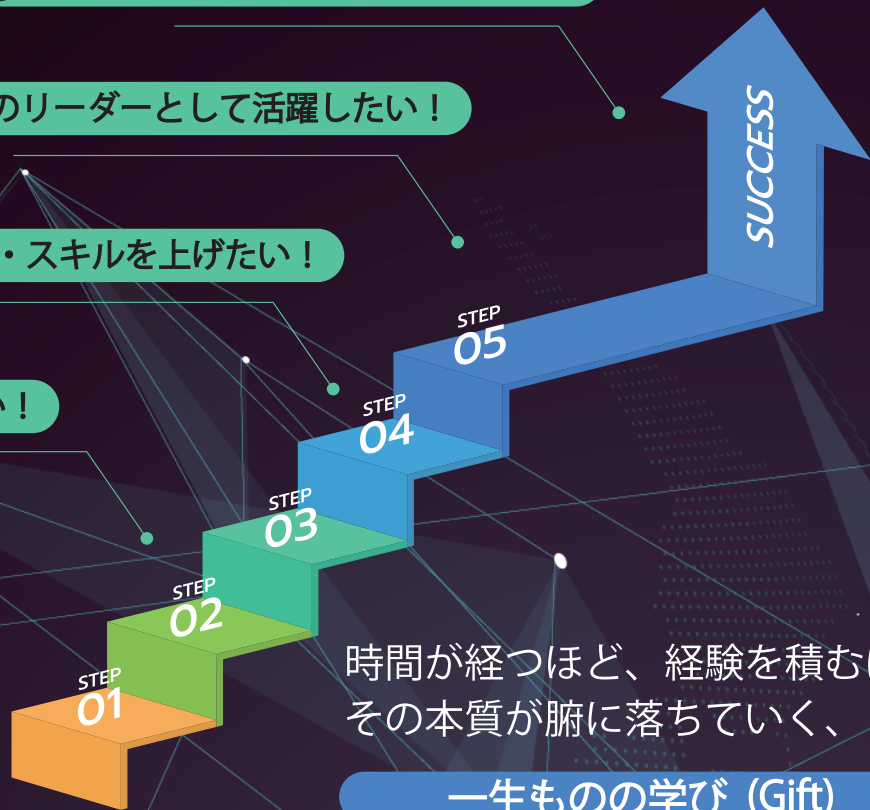 のリーダーとして活躍したい！
・スキルを上げたい！
い！
SUCCESS
STEP
05
STEP
04
STEP
03
STEP
02
STEP
01
時間が経つほど、経験を積む
その本質が腑に落ちていく、
一生ものの学び（Gift）